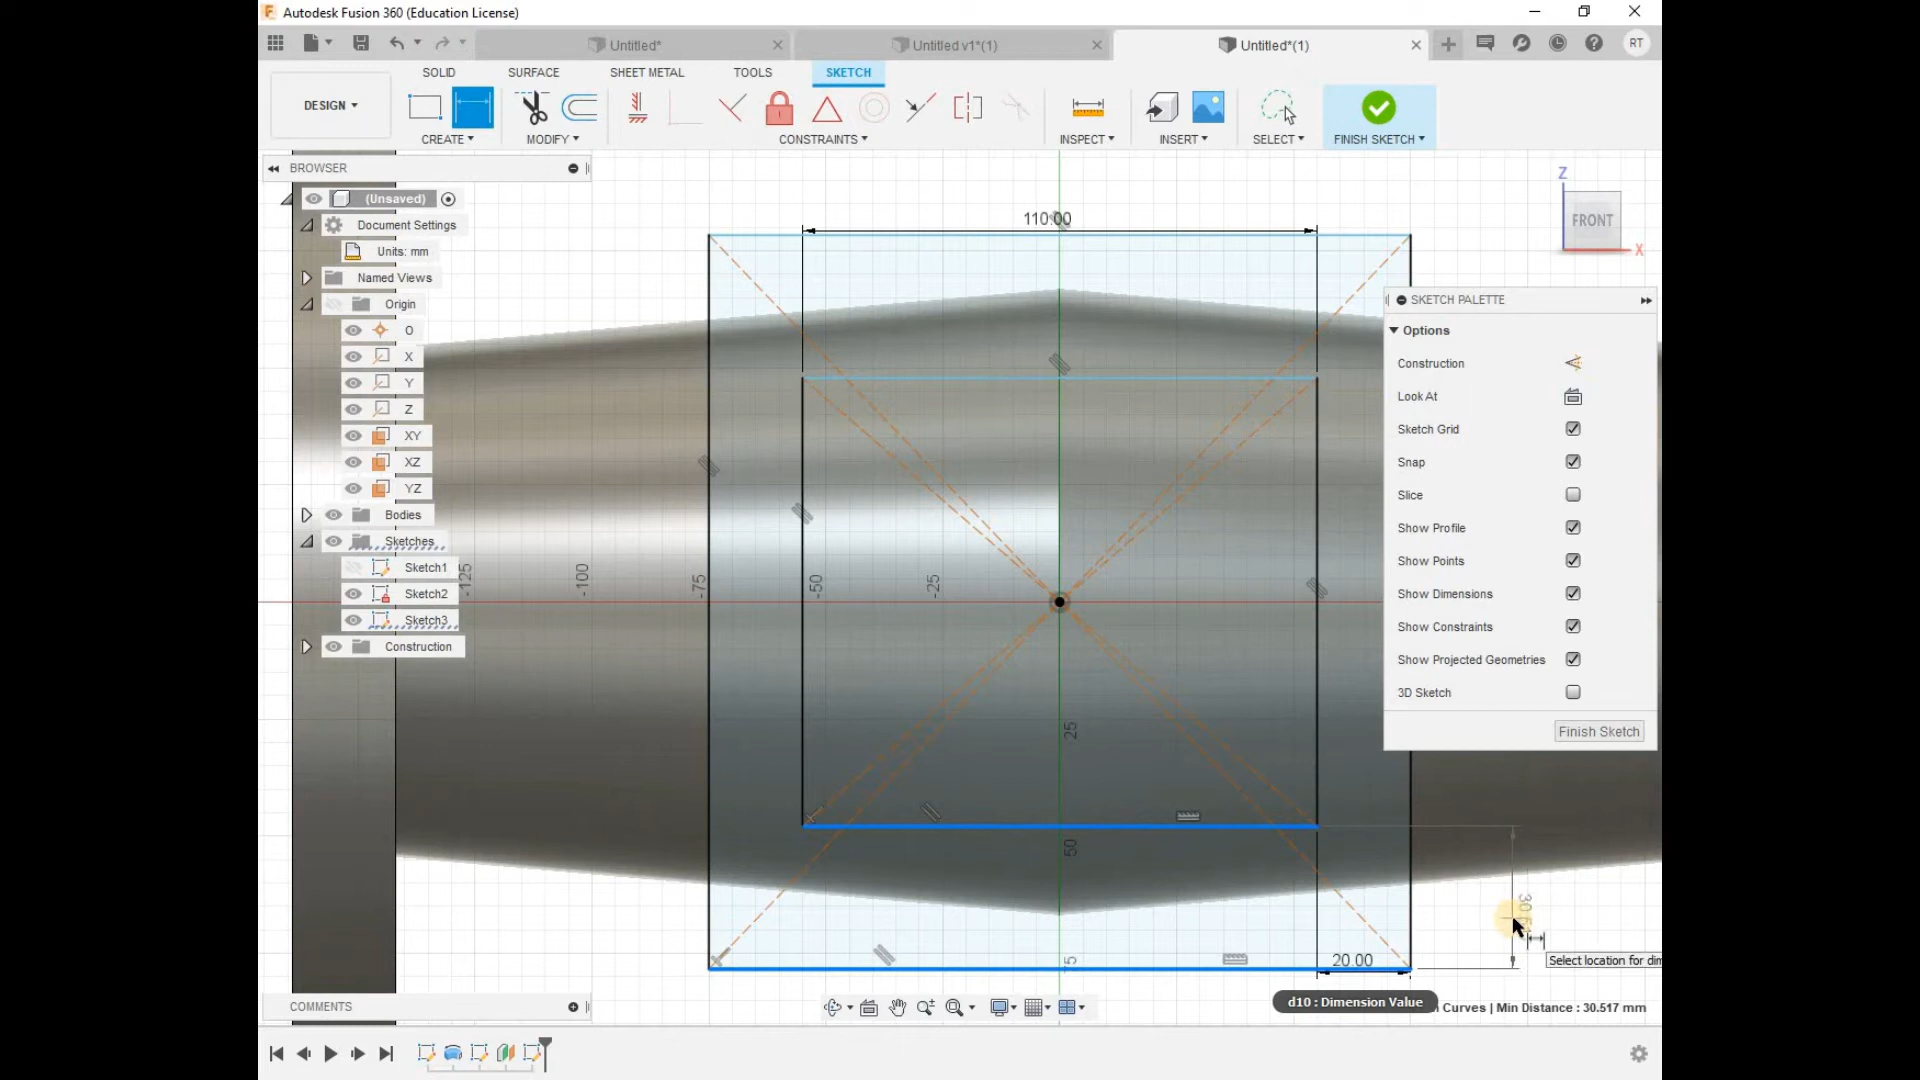 Autodesk Fusion 360 (Education License)
Untitled*
Untitled v1*(1)
Untitled*(1)
RT
DESIGN
SOLID
SURFACE
SHEET METAL
TOOLS
SKETCH
CREATE
MODIFY
CONSTRAINTS
INSPECT
INSERT
SELECT
FINISH SKETCH
BROWSER
(Unsaved)
Document Settings
Units: mm
Named Views
Origin
O
X
Y
Z
XY
XZ
YZ
Bodies
Sketches
Sketch1
Sketch2
Sketch3
Construction
110.00
-125
-100
-75
-50
-25
25
50
20.00
Z
FRONT
X
SKETCH PALETTE
Options
Construction
Look At
Sketch Grid
Snap
Slice
Show Profile
Show Points
Show Dimensions
Show Constraints
Show Projected Geometries
3D Sketch
Finish Sketch
Select location for dim
d10 : Dimension Value
Curves | Min Distance : 30.517 mm
COMMENTS